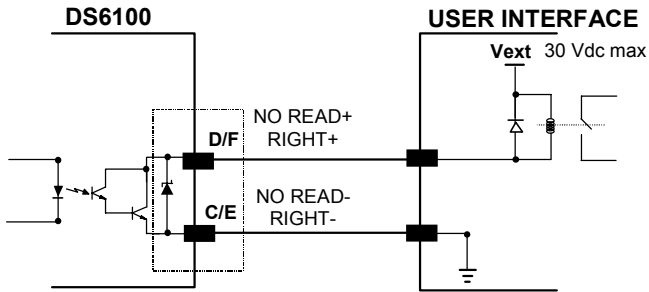 DS6100
USER INTERFACE
Vext 30 Vdc max
NO READ+
RIGHT+
D/F
C/E
NO READ-
RIGHT-